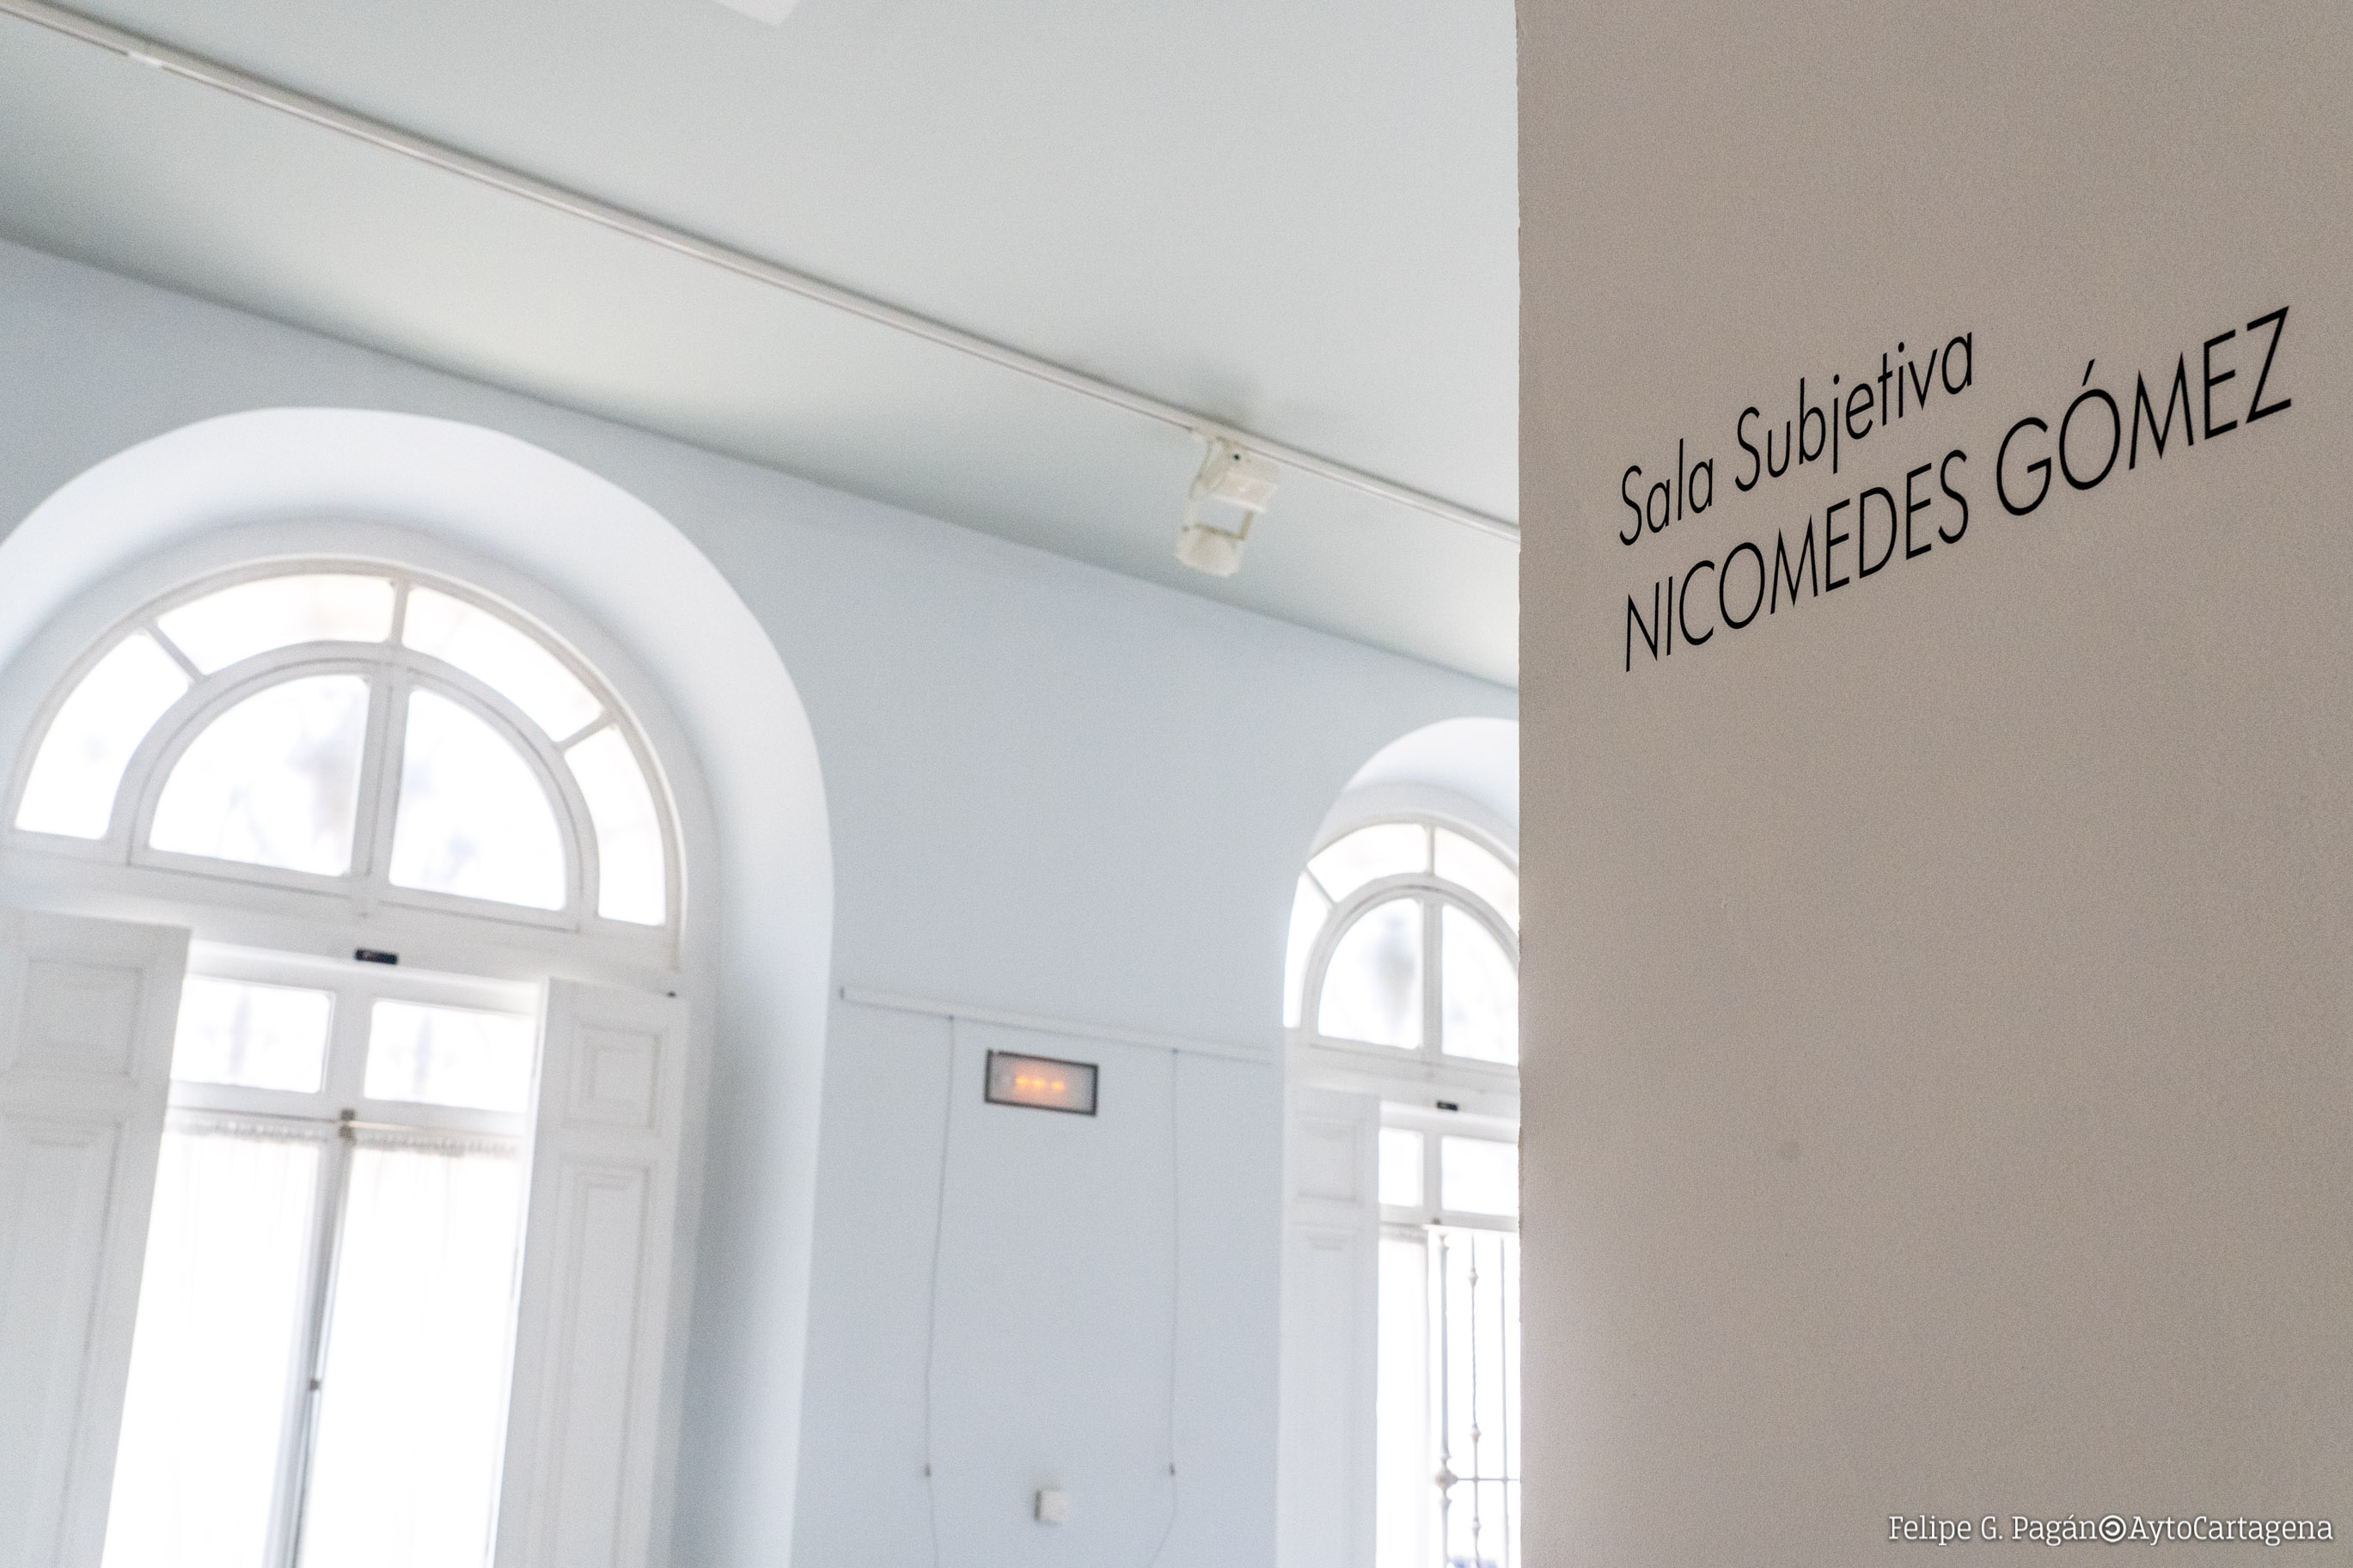 Sala Subjetiva
NICOMEDES GÓMEZ
Felipe G. Pagán AytoCartagena